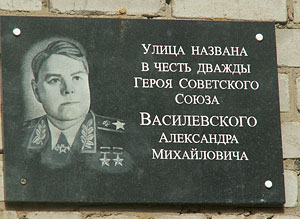 Улица названа
в честь дважды
Героя Советского
Союза
Василевского
Александра
Михайловича